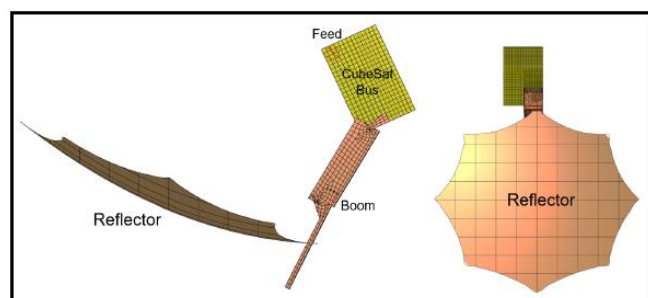 Feed
CubeSat
Bus
Boom
Reflector
Reflector